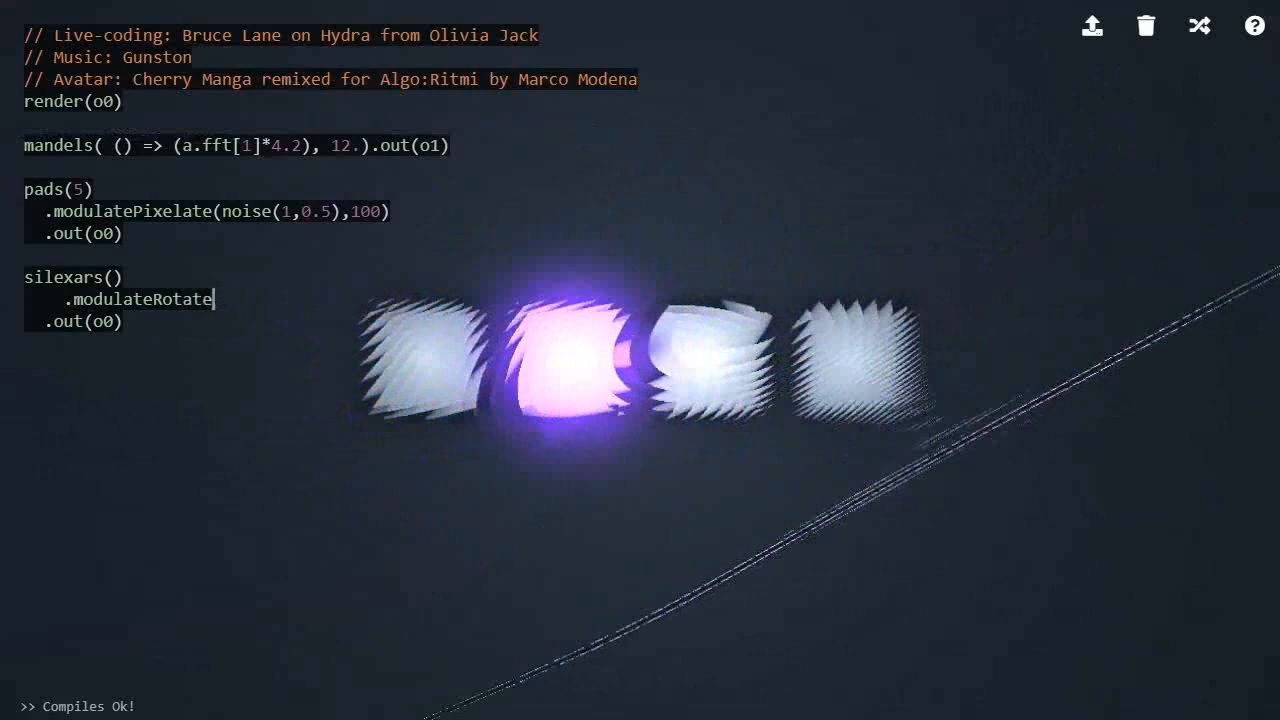 // Live-coding: Bruce Lane on Hydra from Olivia Jack
// Music: Gunston
// Avatar: Cherry Manga remixed for Algo:Ritmi by Marco Modena
render(o0)
mandels( () => (a.fft[1]*4.2), 12.).out(o1)
pads(5)
.modulatePixelate(noise(1,0.5),100)
.out(o0)
silexars()
.modulateRotate
.out(o0)
>> Compiles Ok!